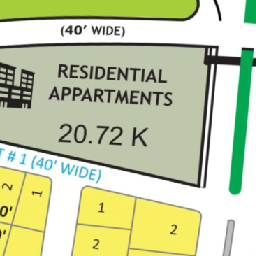 (40' WIDE)
RESIDENTIAL
APPARTMENTS
20.72 K
# 1 (40' WIDE)
2
1
1
2
2